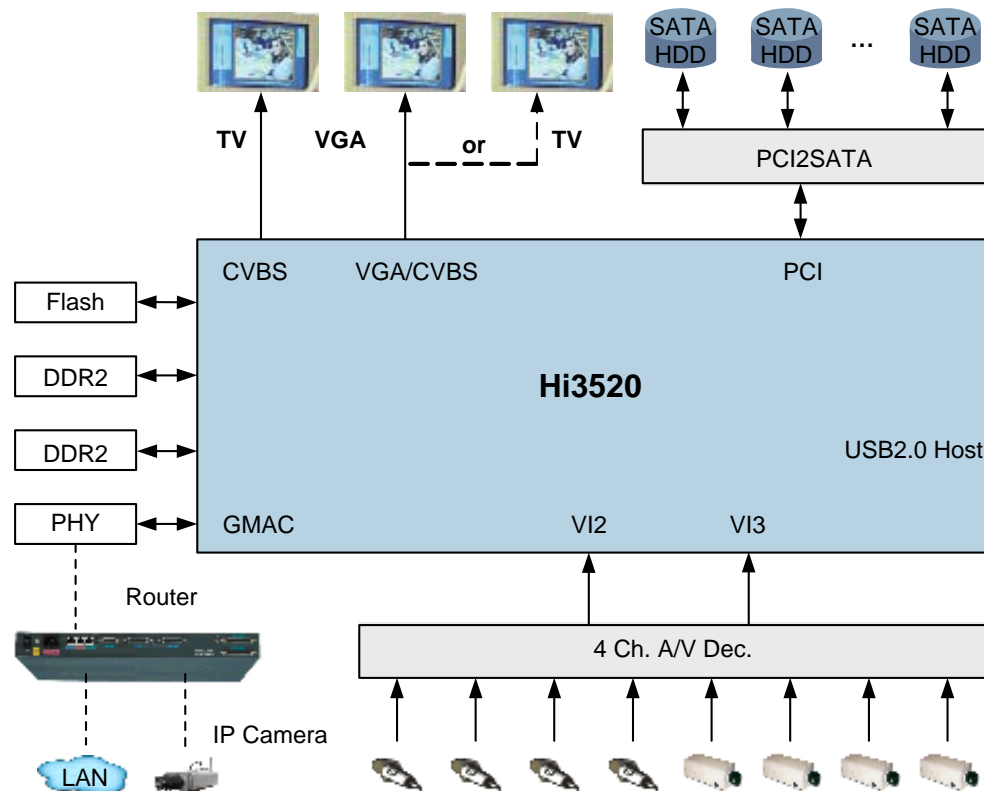 SATA HDD
SATA HDD
...
SATA HDD
TV
VGA
or
TV
PCI2SATA
CVBS
VGA/CVBS
PCI
Flash
DDR2
Hi3520
DDR2
USB2.0 Host
PHY
GMAC
VI2
VI3
Router
4 Ch. A/V Dec.
IP Camera
LAN